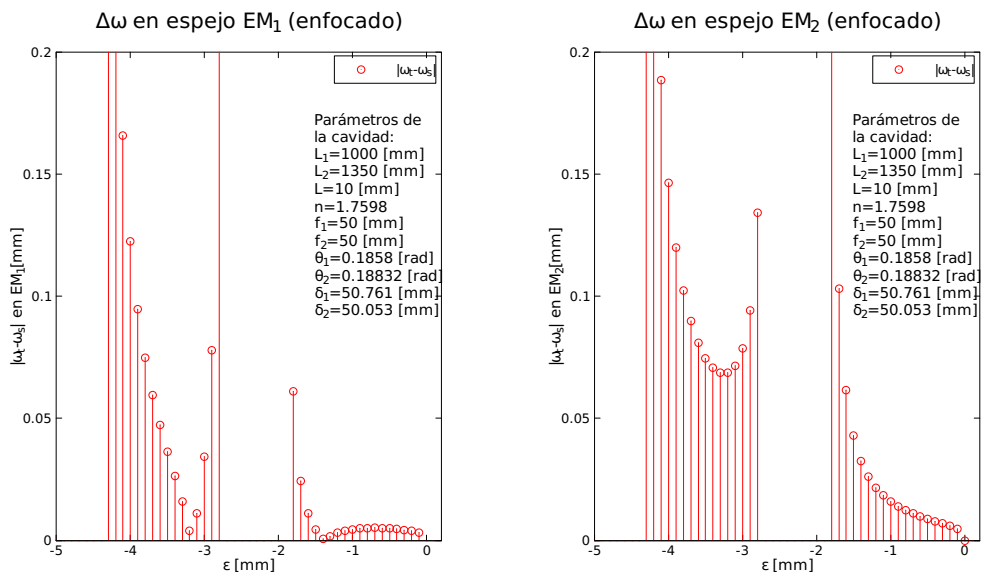 Δω en espejo EM₁ (enfocado)
|ωₜ-ωₛ|
Parámetros de
la cavidad:
L₁=1000 [mm]
L₂=1350 [mm]
L=10 [mm]
n=1.7598
f₁=50 [mm]
f₂=50 [mm]
θ₁=0.1858 [rad]
θ₂=0.18832 [rad]
δ₁=50.761 [mm]
δ₂=50.053 [mm]
|ωₜ-ωₛ| en EM₁[mm]
0.2
0.15
0.1
0.05
0
-5 -4 -3 -2 -1 0
ε [mm]
Δω en espejo EM₂ (enfocado)
|ωₜ-ωₛ|
Parámetros de
la cavidad:
L₁=1000 [mm]
L₂=1350 [mm]
L=10 [mm]
n=1.7598
f₁=50 [mm]
f₂=50 [mm]
θ₁=0.1858 [rad]
θ₂=0.18832 [rad]
δ₁=50.761 [mm]
δ₂=50.053 [mm]
|ωₜ-ωₛ| en EM₂[mm]
0.2
0.15
0.1
0.05
0
-5 -4 -3 -2 -1 0
ε [mm]